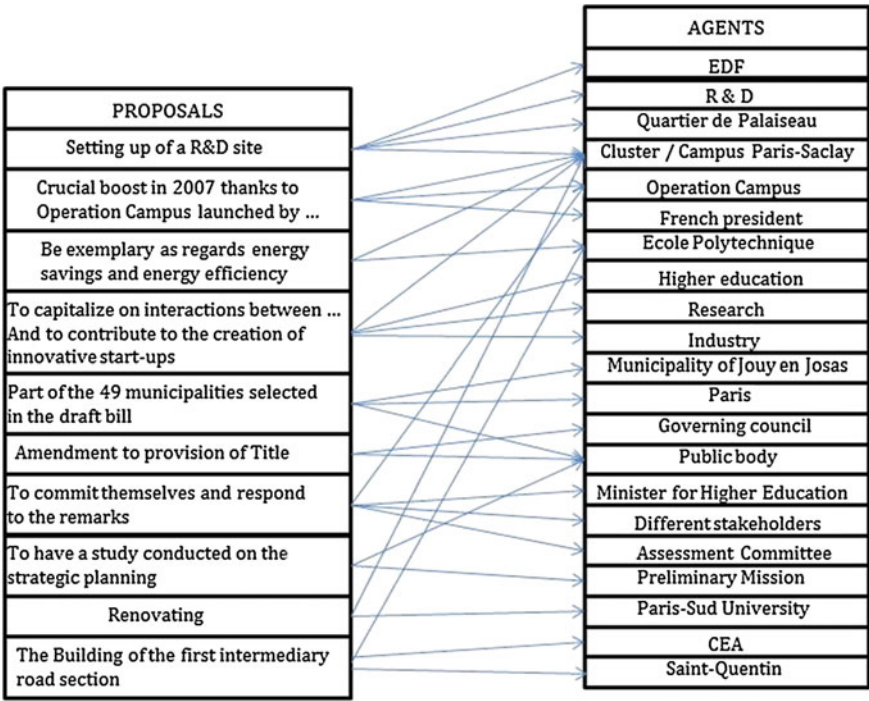 PROPOSALS
Setting up of a R&D site
Crucial boost in 2007 thanks to
Operation Campus launched by ...
Be exemplary as regards energy
savings and energy efficiency
To capitalize on interactions between ...
And to contribute to the creation of
innovative start-ups
Part of the 49 municipalities selected
in the draft bill
Amendment to provision of Title
To commit themselves and respond
to the remarks
To have a study conducted on the
strategic planning
Renovating
The Building of the first intermediary
road section
AGENTS
EDF
R & D
Quartier de Palaiseau
Cluster / Campus Paris-Saclay
Operation Campus
French president
Ecole Polytechnique
Higher education
Research
Industry
Municipality of Jouy en Josas
Paris
Governing council
Public body
Minister for Higher Education
Different stakeholders
Assessment Committee
Preliminary Mission
Paris-Sud University
CEA
Saint-Quentin